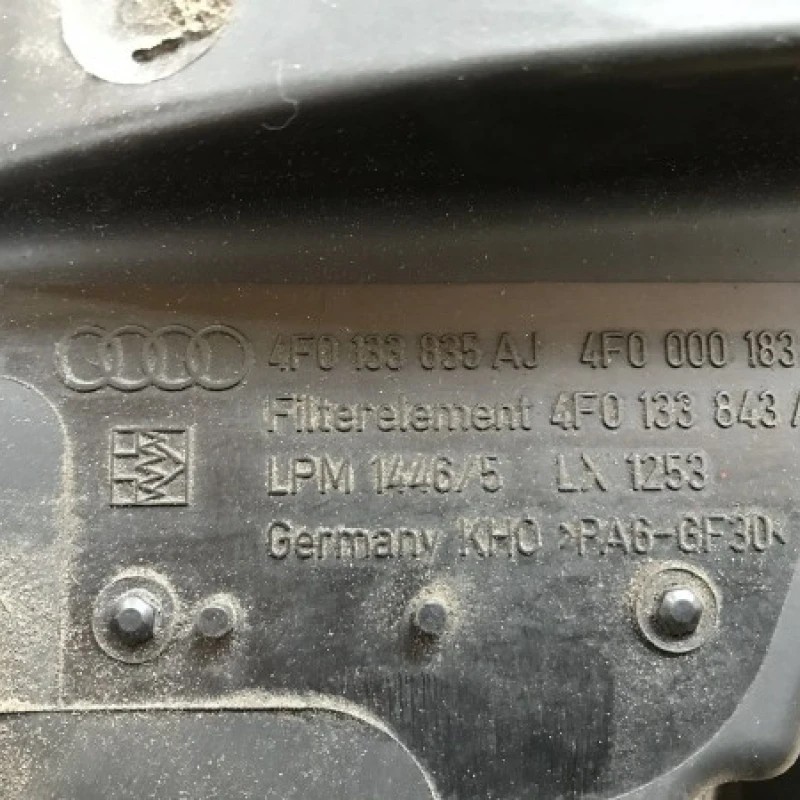 4F0 133 835 AJ 4F0 000 183
Filterelement 4F0 133 843 A
LPM 1446/5 LX 1253
Germany KHO >PA6-GF30<